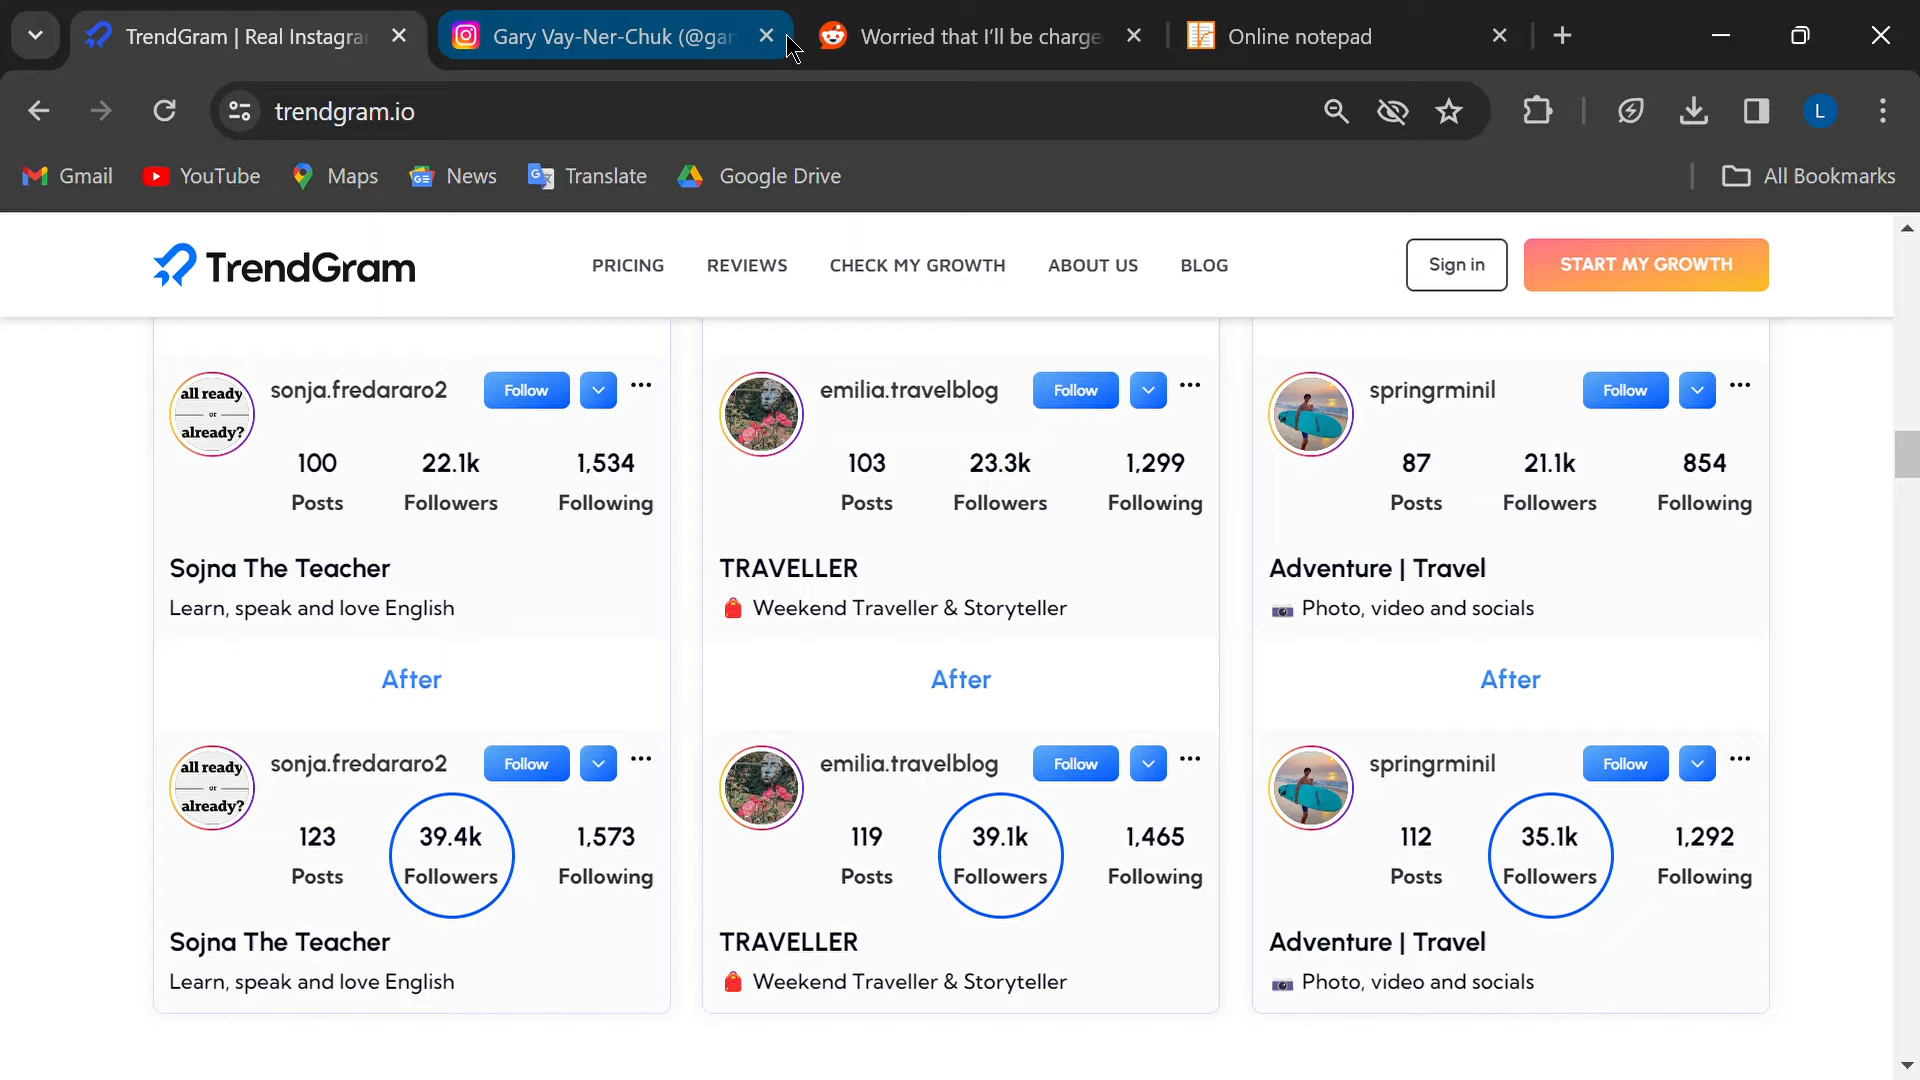 TrendGram | Real Instagra
Gary Vay-Ner-Chuk (@gar
Worried that I'll be charge
Online notepad
trendgram.io
L
Gmail
YouTube
Maps
News
Translate
Google Drive
All Bookmarks
TrendGram
PRICING
REVIEWS
CHECK MY GROWTH
ABOUT US
BLOG
Sign in
START MY GROWTH
all ready
or
already?
sonja.fredararo2
Follow
100
22.1k
1,534
Posts
Followers
Following
Sojna The Teacher
Learn, speak and love English
After
all ready
or
already?
sonja.fredararo2
Follow
123
39.4k
1,573
Posts
Followers
Following
Sojna The Teacher
Learn, speak and love English
emilia.travelblog
Follow
103
23.3k
1,299
Posts
Followers
Following
TRAVELLER
Weekend Traveller & Storyteller
After
emilia.travelblog
Follow
119
39.1k
1,465
Posts
Followers
Following
TRAVELLER
Weekend Traveller & Storyteller
springrminil
Follow
87
21.1k
854
Posts
Followers
Following
Adventure | Travel
Photo, video and socials
After
springrminil
Follow
112
35.1k
1,292
Posts
Followers
Following
Adventure | Travel
Photo, video and socials